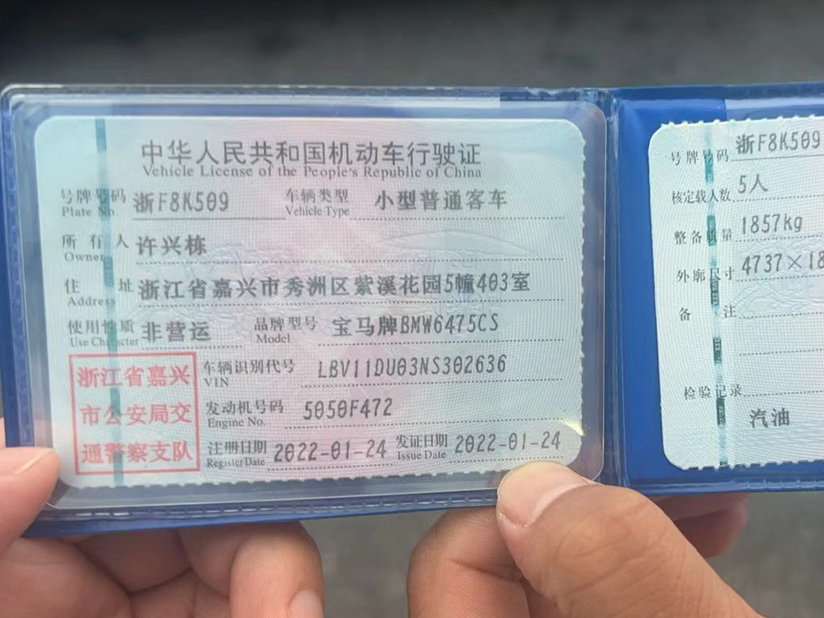 中华人民共和国机动车行驶证
Vehicle License of the People's Republic of China
号牌号码 浙F8K509 车辆类型 小型普通客车
Plate No. Vehicle Type
所有人 许兴栋
Owner
住址 浙江省嘉兴市秀洲区紫溪花园5幢403室
Address
使用性质 非营运 品牌型号 宝马牌BMW6475CS
Use Character Model
浙江省嘉兴
市公安局交
通警察支队
车辆识别代号 LBV11DU03NS302636
VIN
发动机号码 5050F472
Engine No.
注册日期 2022-01-24 发证日期 2022-01-24
Register Date Issue Date
号牌号码 浙F8K509
核定载人数 5人
整备质量 1857kg
外廓尺寸 4737×18
备注
检验记录
汽油